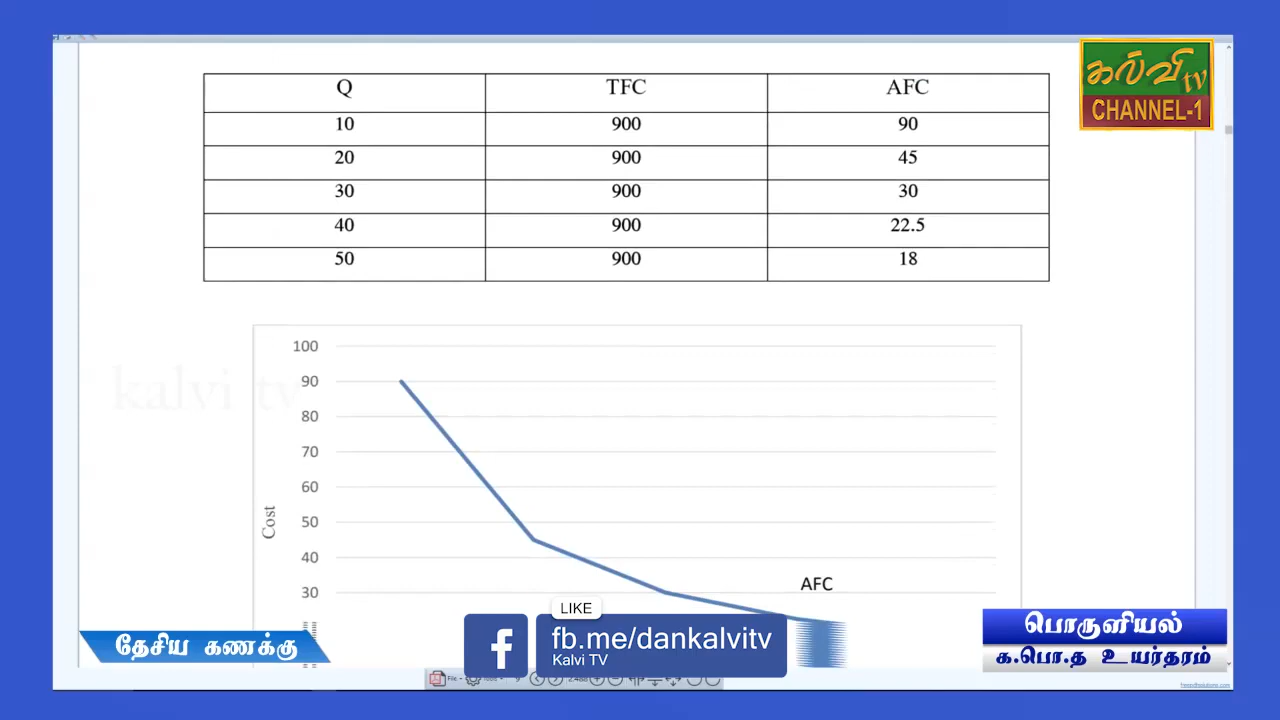 கல்வி tv
CHANNEL-1
Q TFC AFC
10 900 90
20 900 45
30 900 30
40 900 22.5
50 900 18
kalvi tv
100
90
80
70
60
50
40
30
Cost
AFC
LIKE
fb.me/dankalvitv
Kalvi TV
தேசிய கணக்கு
பொருளியல்
க.பொ.த உயர்தரம்
File